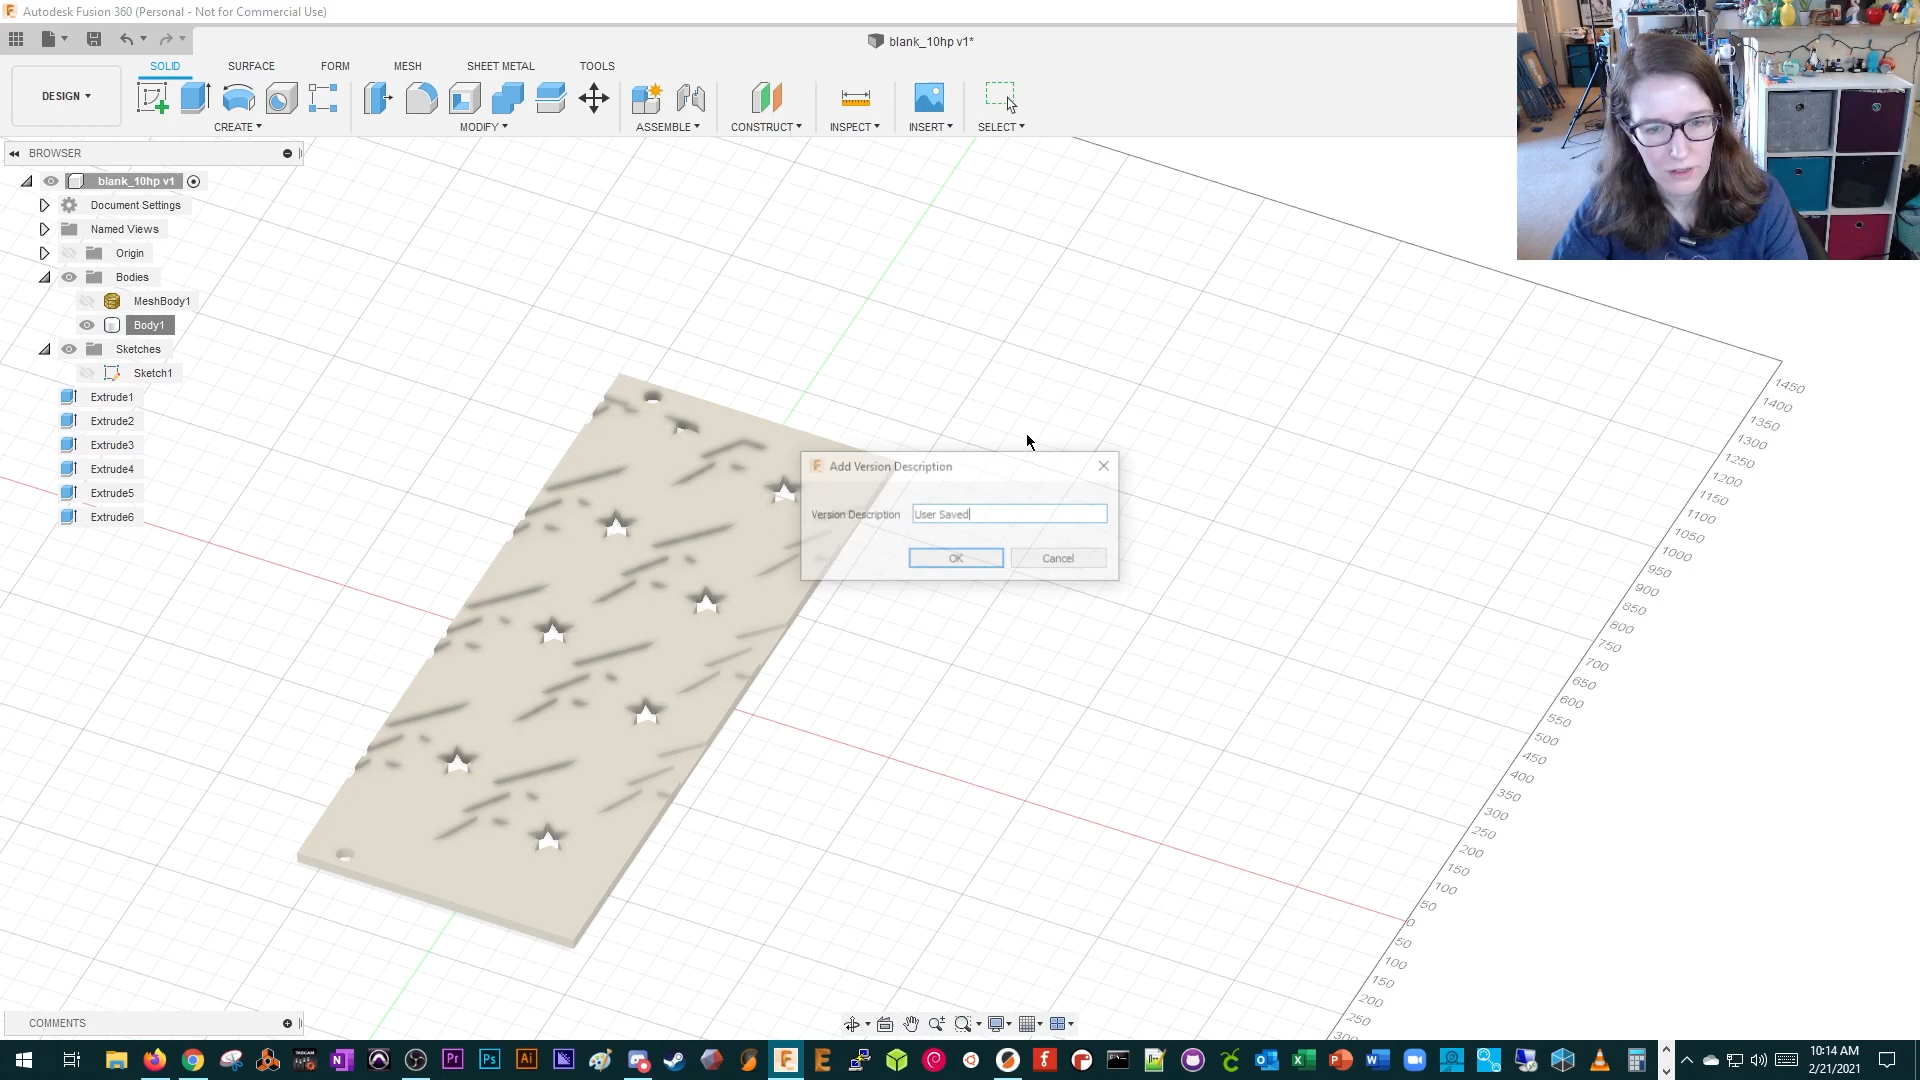 Autodesk Fusion 360 (Personal - Not for Commercial Use)
blank_10hp v1*
SOLID SURFACE FORM MESH SHEET METAL TOOLS
DESIGN
CREATE MODIFY ASSEMBLE CONSTRUCT INSPECT INSERT SELECT
BROWSER
blank_10hp v1
Document Settings
Named Views
Origin
Bodies
MeshBody1
Body1
Sketches
Sketch1
Extrude1
Extrude2
Extrude3
Extrude4
Extrude5
Extrude6
Add Version Description
Version Description User Saved
OK Cancel
1450
1400
1350
1300
1250
1200
1150
1100
1050
1000
950
900
850
800
750
700
650
600
550
500
450
400
350
300
250
200
150
100
50
0
50
100
150
200
250
300
COMMENTS
10:14 AM
2/21/2021